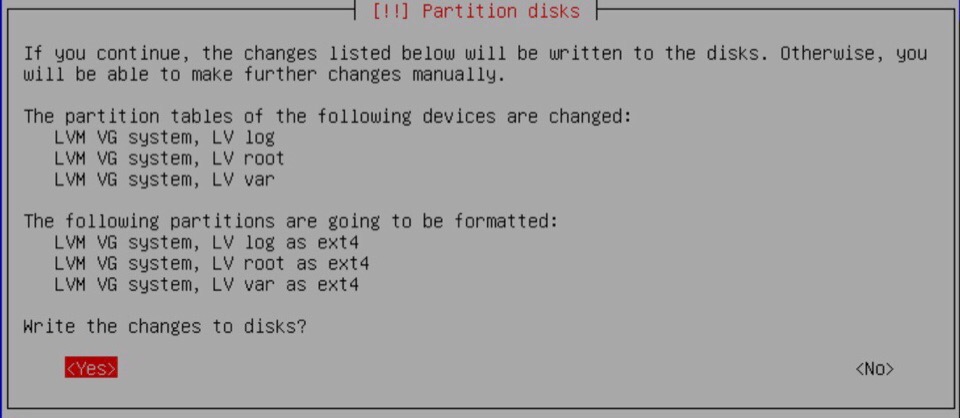 [!!] Partition disks
If you continue, the changes listed below will be written to the disks. Otherwise, you
will be able to make further changes manually.
The partition tables of the following devices are changed:
LVM VG system, LV log
LVM VG system, LV root
LVM VG system, LV var
The following partitions are going to be formatted:
LVM VG system, LV log as ext4
LVM VG system, LV root as ext4
LVM VG system, LV var as ext4
Write the changes to disks?
<Yes> <No>